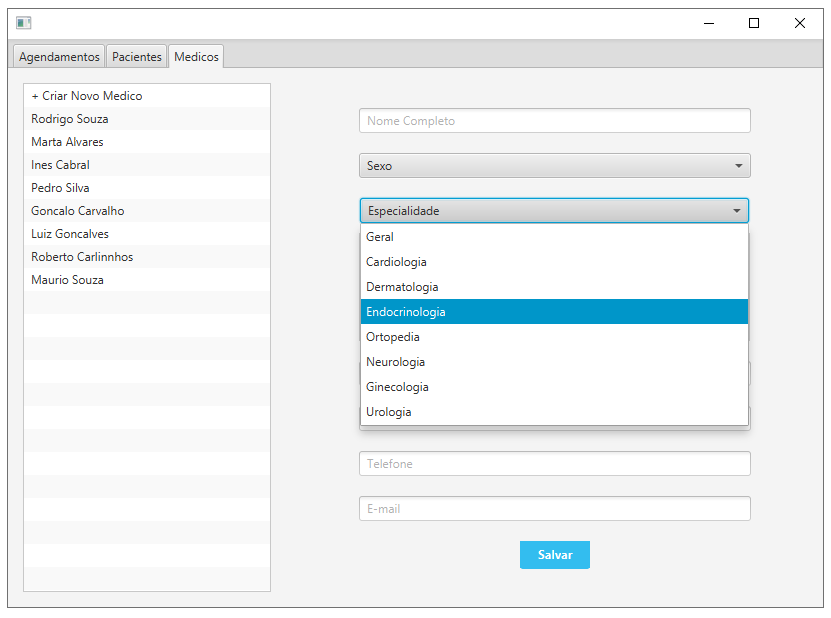 Agendamentos Pacientes Medicos
+ Criar Novo Medico
Rodrigo Souza
Marta Alvares
Ines Cabral
Pedro Silva
Goncalo Carvalho
Luiz Goncalves
Roberto Carlinnhos
Maurio Souza
Nome Completo
Sexo
Especialidade
Geral
Cardiologia
Dermatologia
Endocrinologia
Ortopedia
Neurologia
Ginecologia
Urologia
Telefone
E-mail
Salvar